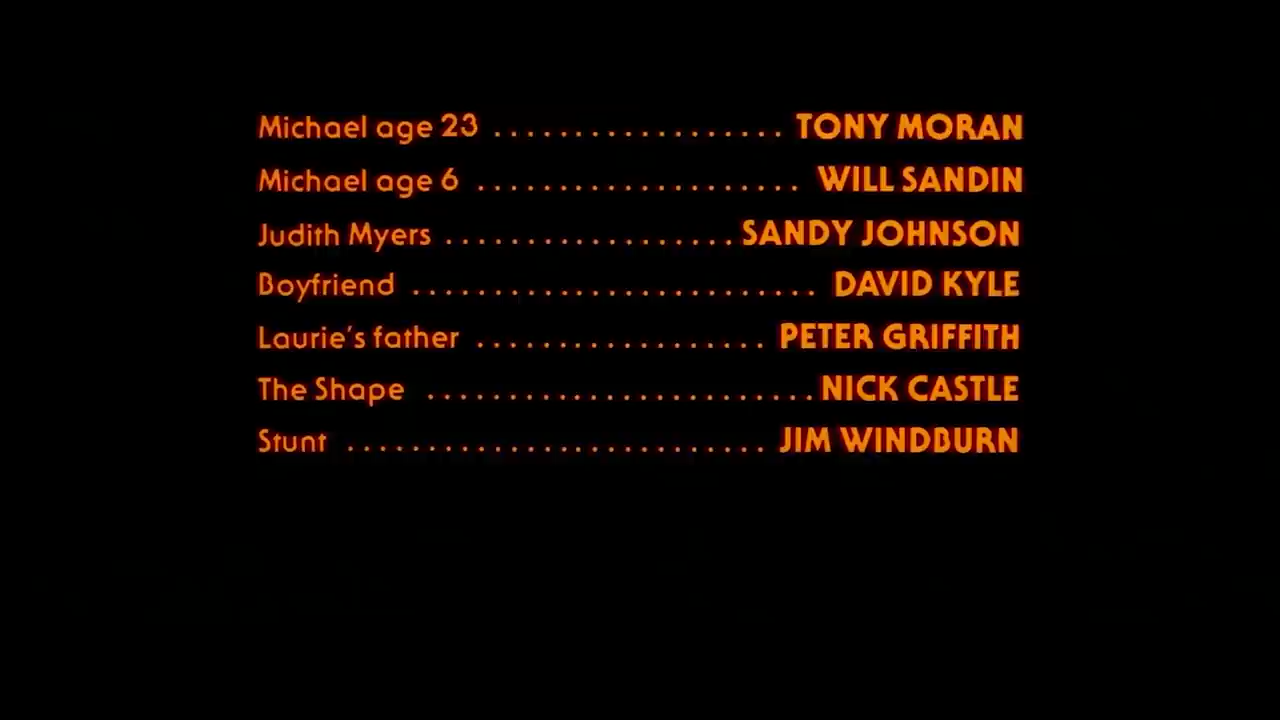 Michael age 23 .................. TONY MORAN
Michael age 6 .................... WILL SANDIN
Judith Myers .................. SANDY JOHNSON
Boyfriend ......................... DAVID KYLE
Laurie's father .................. PETER GRIFFITH
The Shape ........................ NICK CASTLE
Stunt .......................... JIM WINDBURN